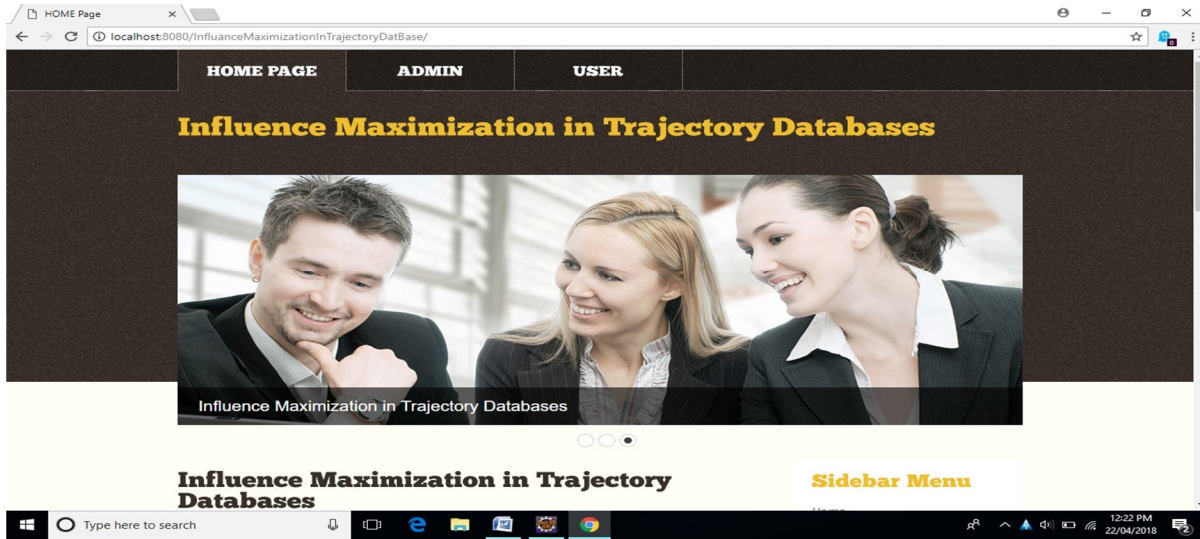 HOME Page
localhost:8080/InfluanceMaximizationInTrajectoryDatBase/
HOME PAGE ADMIN USER
Influence Maximization in Trajectory Databases
Influence Maximization in Trajectory Databases
Influence Maximization in Trajectory
Databases
Sidebar Menu
Type here to search
12:22 PM
22/04/2018